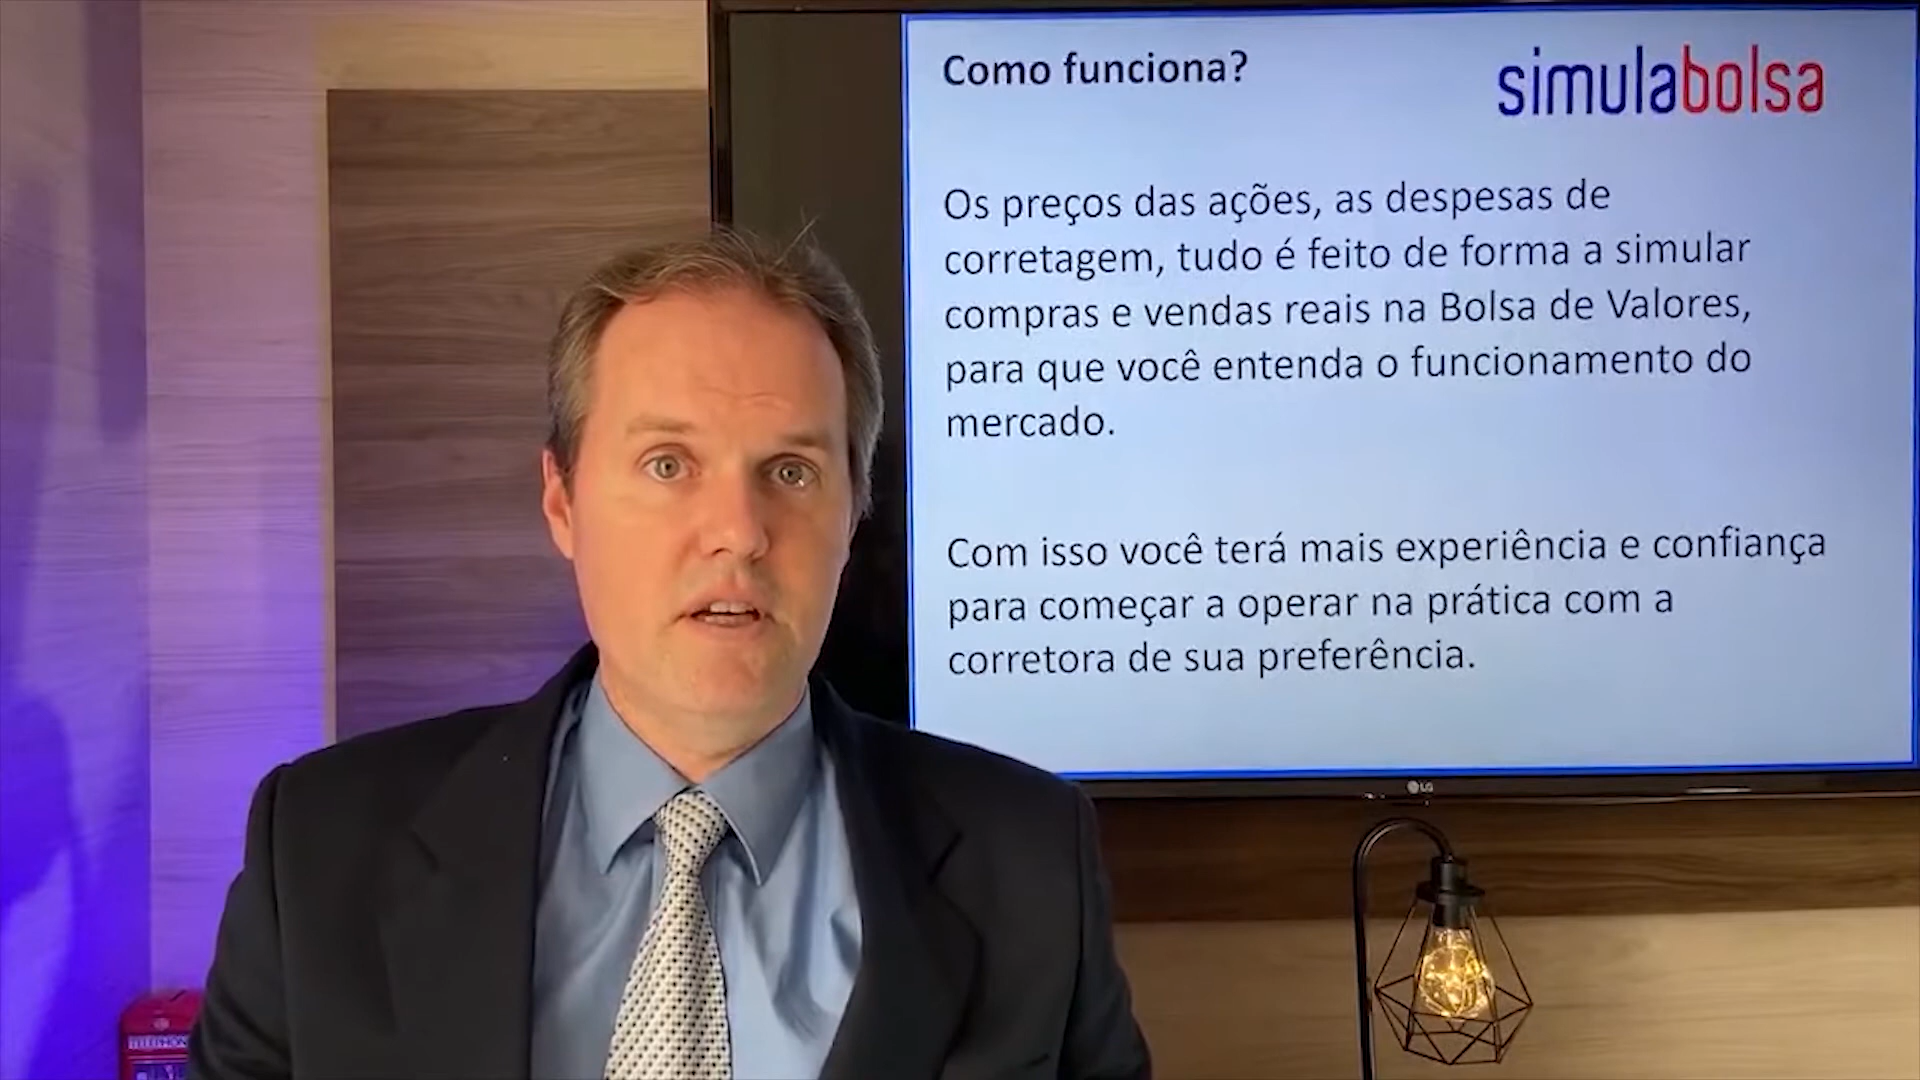 Como funciona?
simulabolsa
Os preços das ações, as despesas de
corretagem, tudo é feito de forma a simular
compras e vendas reais na Bolsa de Valores,
para que você entenda o funcionamento do
mercado.
Com isso você terá mais experiência e confiança
para começar a operar na prática com a
corretora de sua preferência.
LG
TELEPHON